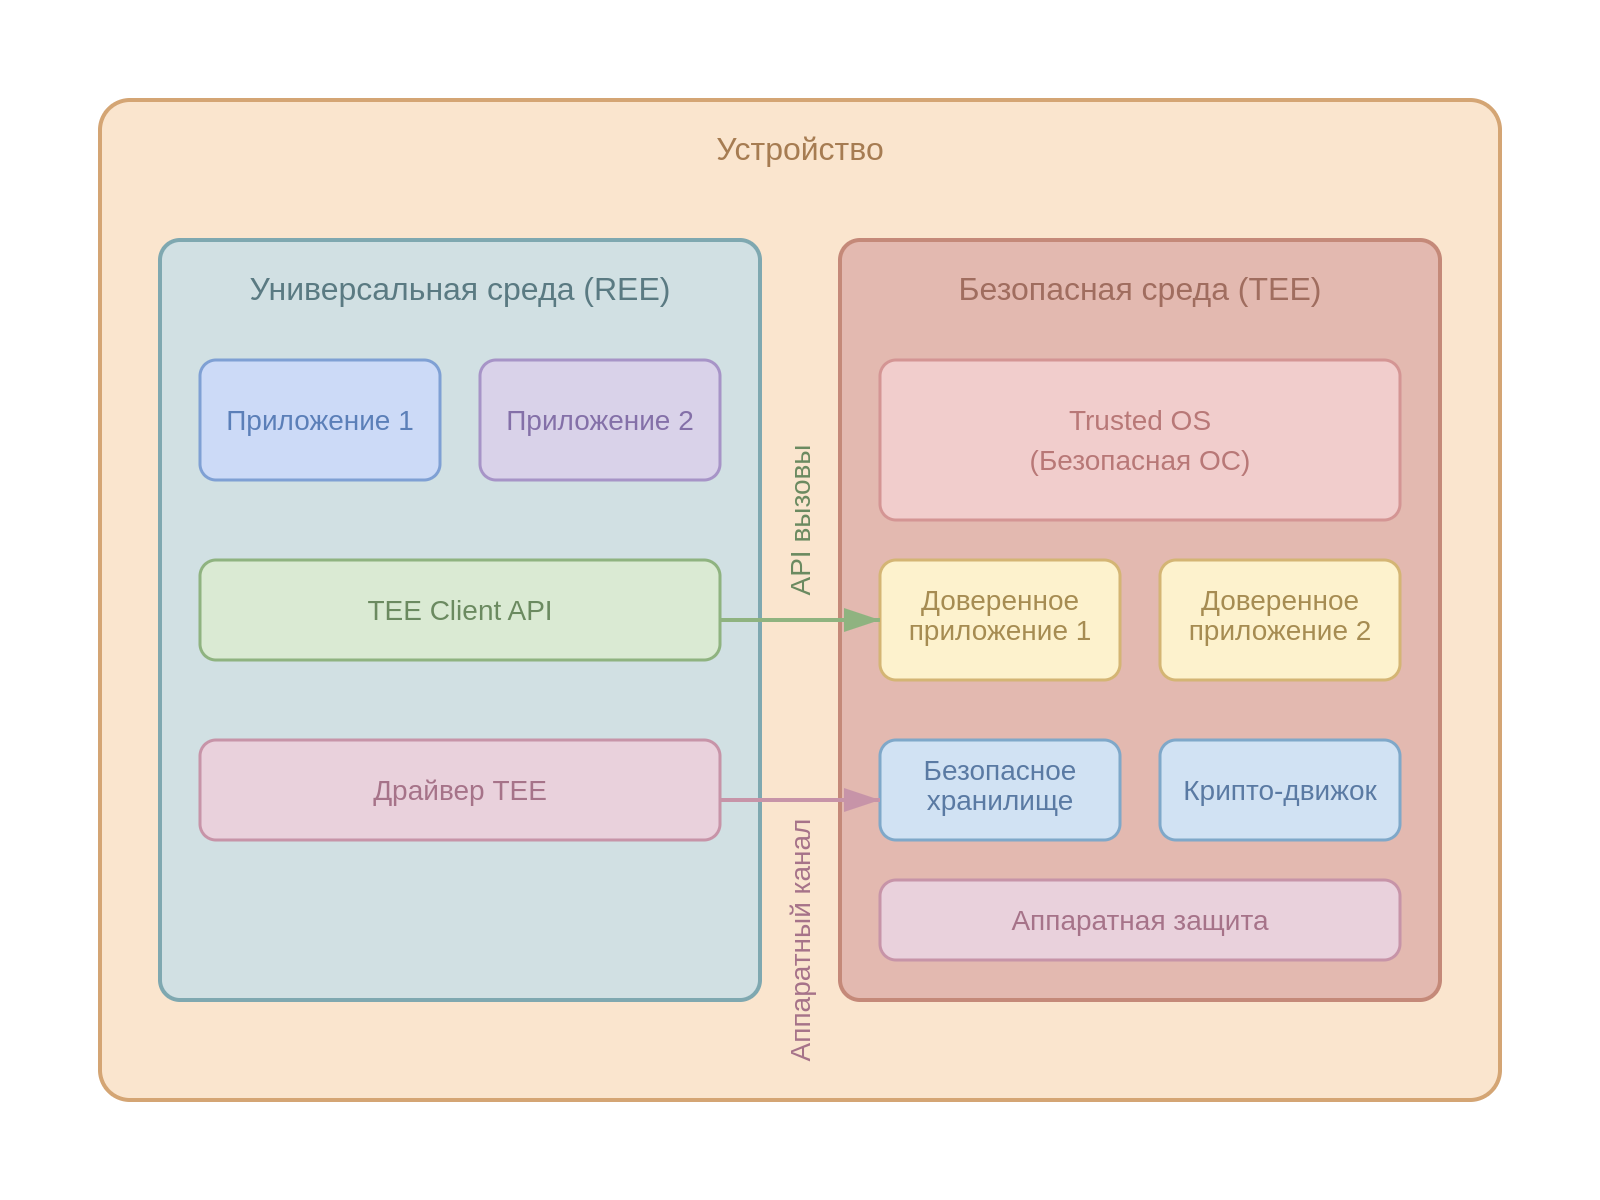 Устройство
Универсальная среда (REE)
Приложение 1
Приложение 2
TEE Client API
Драйвер TEE
API вызовы
Аппаратный канал
Безопасная среда (TEE)
Trusted OS
(Безопасная ОС)
Доверенное
приложение 1
Доверенное
приложение 2
Безопасное
хранилище
Крипто-движок
Аппаратная защита